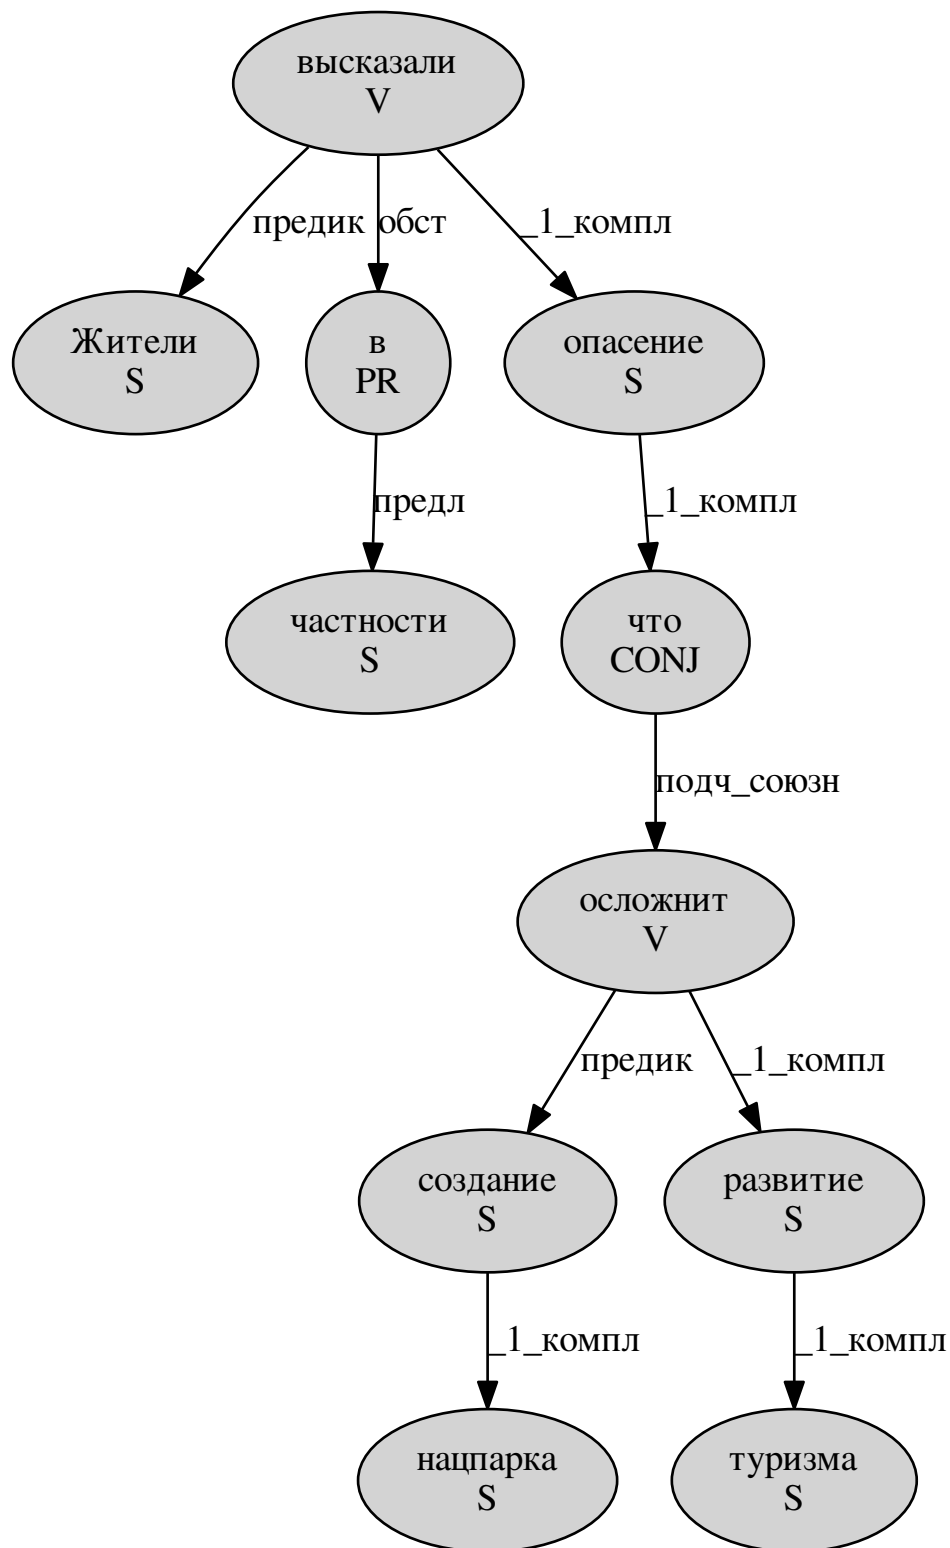 высказали
V
предик
обст
_1_компл
Жители
S
в
PR
опасение
S
предл
_1_компл
частности
S
что
CONJ
подч_союзн
осложнит
V
предик
_1_компл
создание
S
развитие
S
_1_компл
_1_компл
нацпарка
S
туризма
S